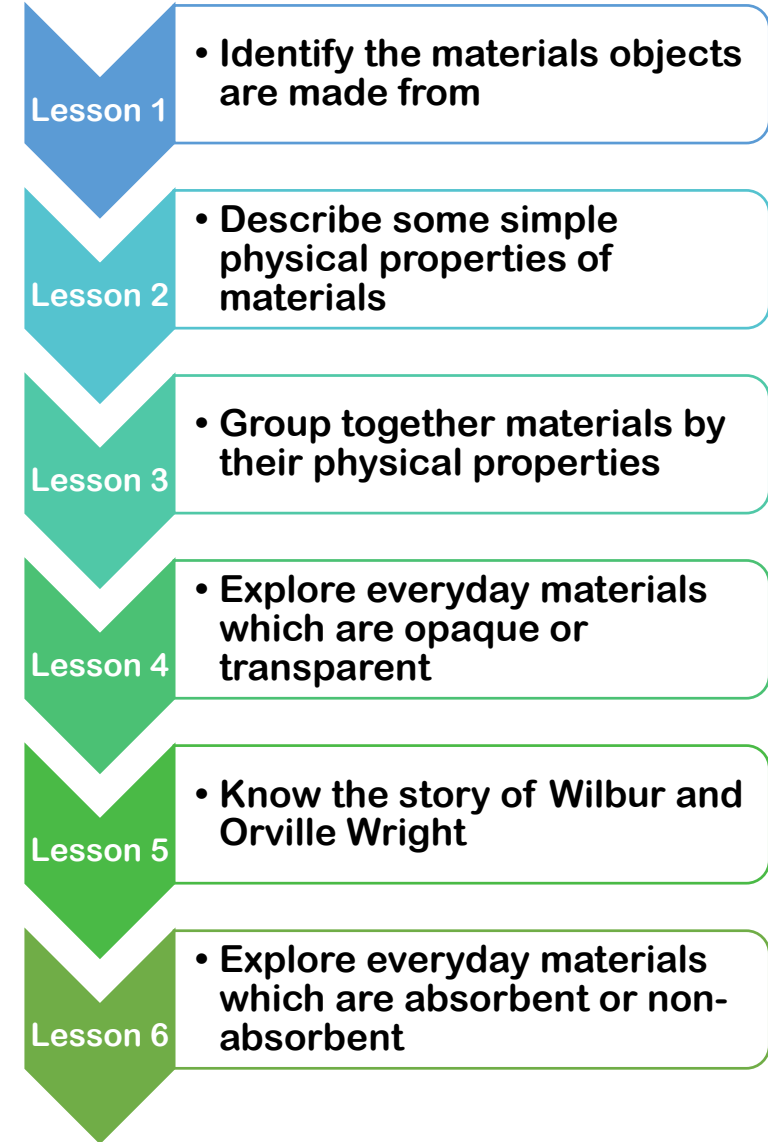 Lesson 1
• Identify the materials objects
are made from
Lesson 2
• Describe some simple
physical properties of
materials
Lesson 3
• Group together materials by
their physical properties
Lesson 4
• Explore everyday materials
which are opaque or
transparent
Lesson 5
• Know the story of Wilbur and
Orville Wright
Lesson 6
• Explore everyday materials
which are absorbent or non-
absorbent